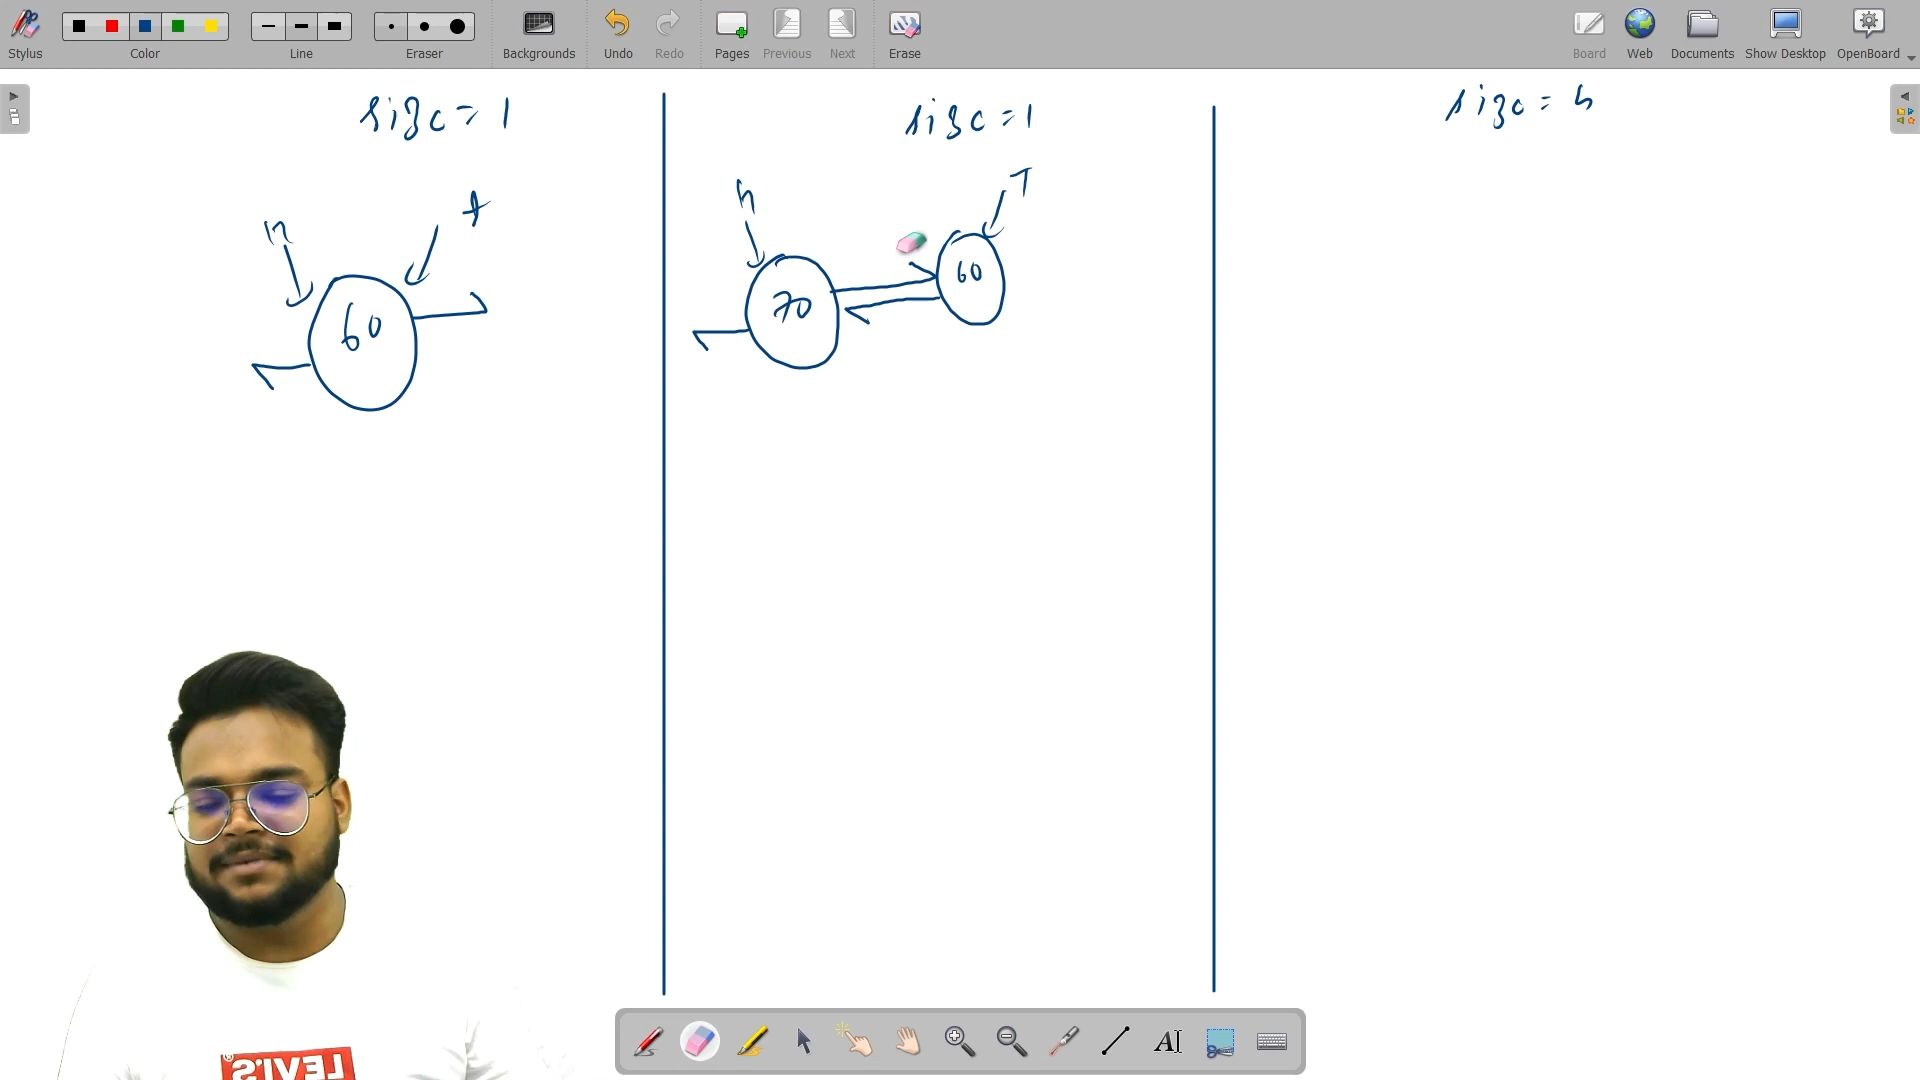 Stylus
Color
Line
Eraser
Backgrounds
Undo
Redo
Pages
Previous
Next
Erase
Board
Web
Documents
Show Desktop
OpenBoard
size = 1
size = 1
size = n
h
t
60
h
T
70
60
LEVI'S
®